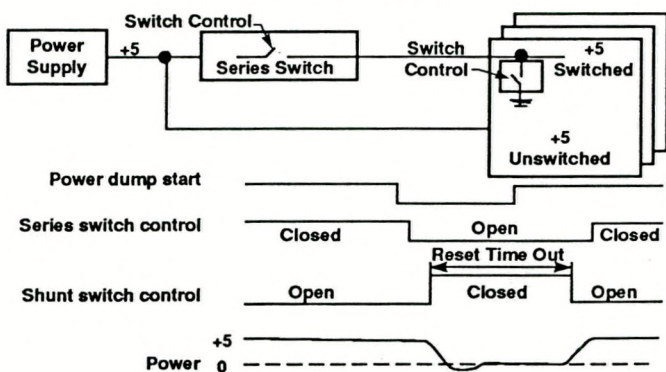 Switch Control
Power
Supply
+5
Series Switch
Switch
Control
+5
Switched
+5
Unswitched
Power dump start
Series switch control
Closed
Open
Closed
Reset Time Out
Shunt switch control
Open
Closed
Open
+5
Power
0